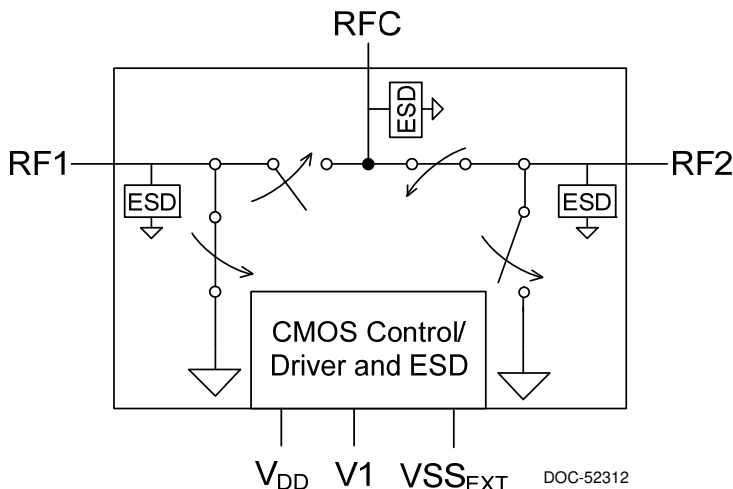 RFC
ESD
RF1
RF2
ESD
ESD
CMOS Control/
Driver and ESD
VDD V1 VSSEXT
DOC-52312